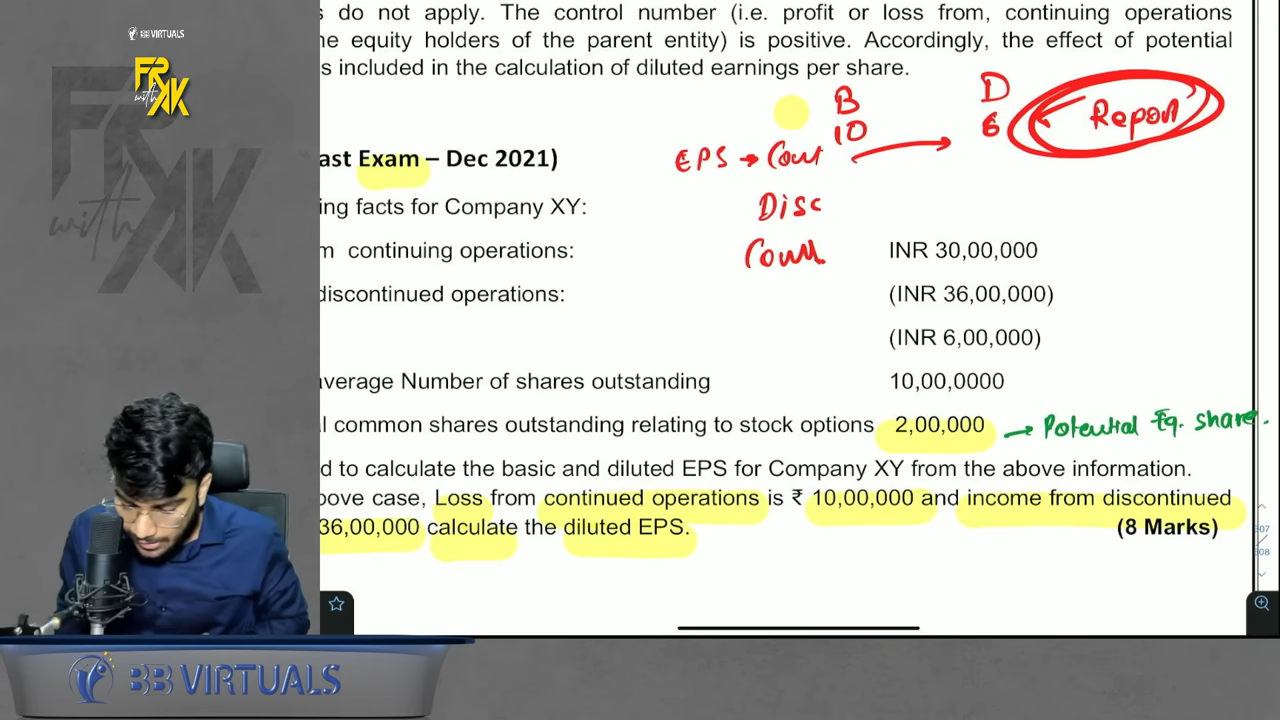 s do not apply. The control number (i.e. profit or loss from, continuing operations
he equity holders of the parent entity) is positive. Accordingly, the effect of potential
s included in the calculation of diluted earnings per share.
BB VIRTUALS
FR
with
AK
B
D
10
6
Report
ast Exam – Dec 2021)
EPS → Cont
ing facts for Company XY:
Disc
m continuing operations:
INR 30,00,000
discontinued operations:
(INR 36,00,000)
(INR 6,00,000)
average Number of shares outstanding
10,00,0000
l common shares outstanding relating to stock options
2,00,000
→ Potential Eq. share.
d to calculate the basic and diluted EPS for Company XY from the above information.
bove case, Loss from continued operations is ₹ 10,00,000 and income from discontinued
36,00,000 calculate the diluted EPS.
(8 Marks)
BB VIRTUALS